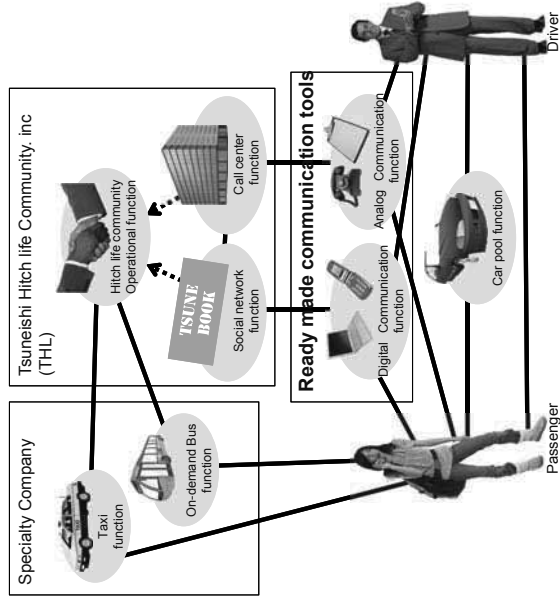 Specialty Company
Taxi
function
On-demand Bus
function
Tsuneishi Hitch life Community. inc
(THL)
Hitch life community
Operational function
TSUNE
BOOK
Social network
function
Call center
function
Ready made communication tools
Digital Communication
function
Analog Communication
function
Car pool function
Passenger
Driver